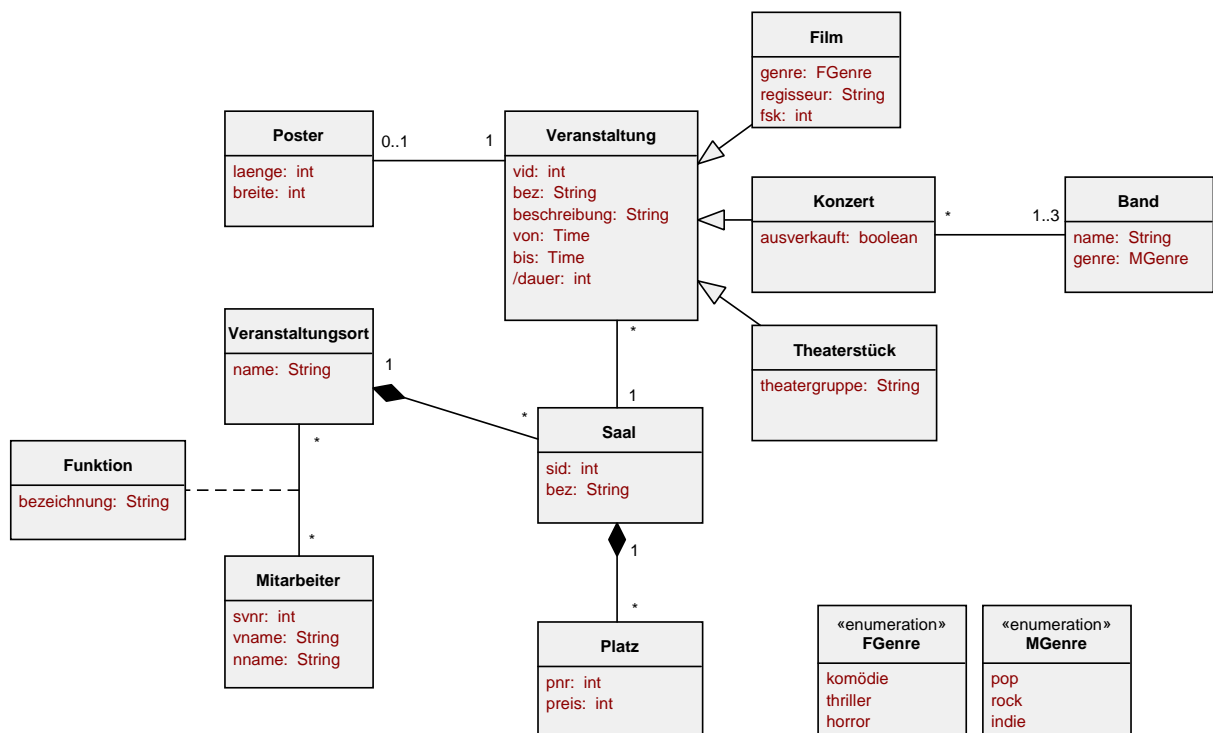 Film
genre: FGenre
regisseur: String
fsk: int
Poster
laenge: int
breite: int
0..1
1
Veranstaltung
vid: int
bez: String
beschreibung: String
von: Time
bis: Time
/dauer: int
Konzert
ausverkauft: boolean
*
1..3
Band
name: String
genre: MGenre
Veranstaltungsort
name: String
1
*
*
1
Theaterstück
theatergruppe: String
Saal
sid: int
bez: String
*
Funktion
bezeichnung: String
*
Mitarbeiter
svnr: int
vname: String
nname: String
1
*
Platz
pnr: int
preis: int
«enumeration»
FGenre
komödie
thriller
horror
«enumeration»
MGenre
pop
rock
indie